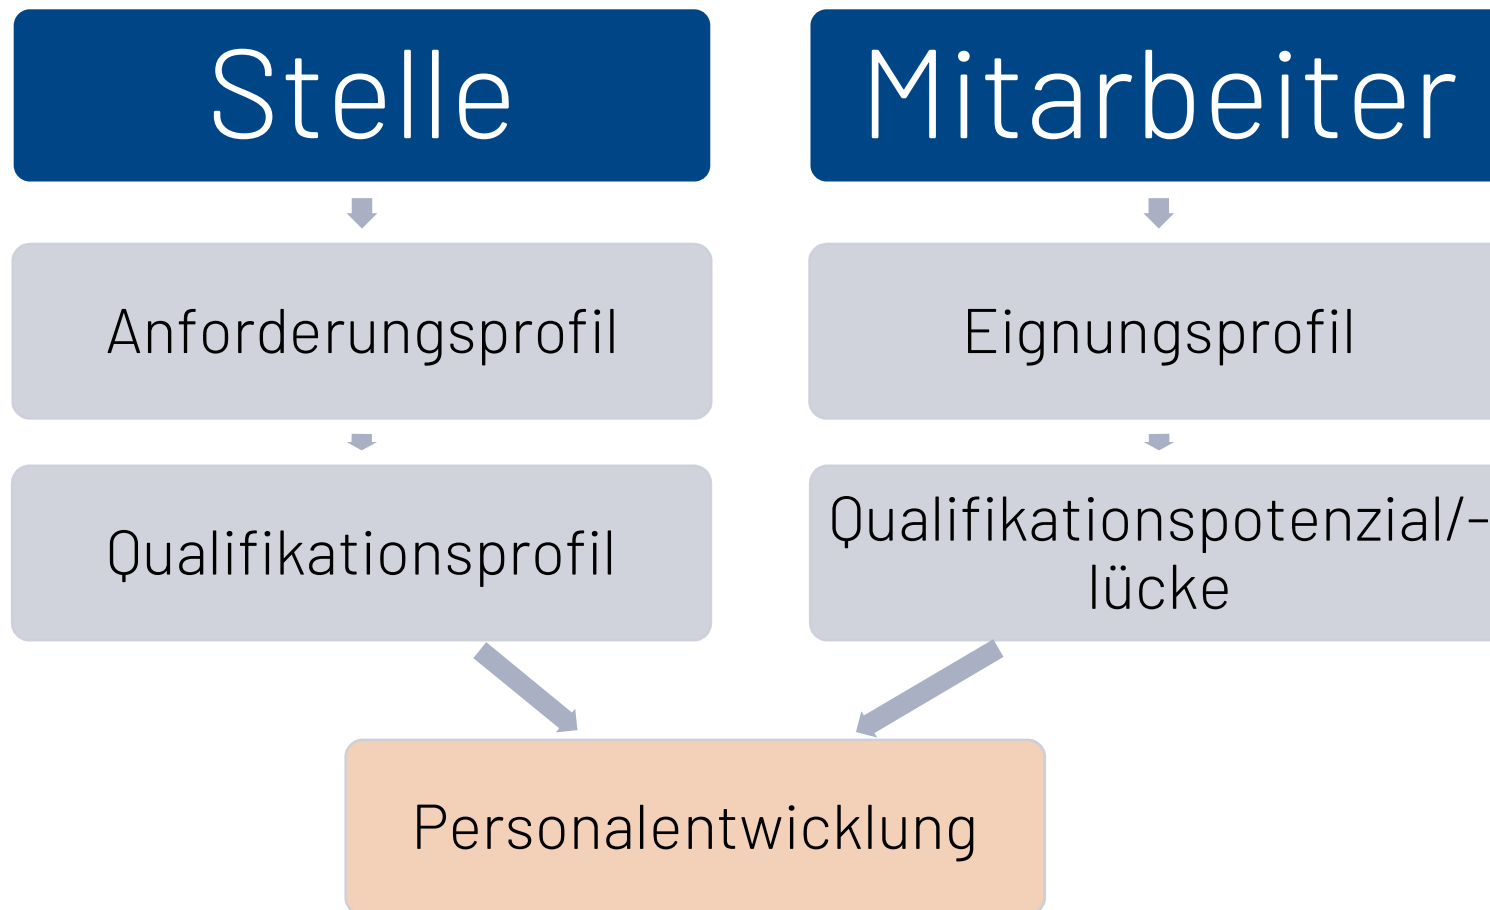 Stelle
Mitarbeiter
Anforderungsprofil
Eignungsprofil
Qualifikationsprofil
Qualifikationspotenzial/-
lücke
Personalentwicklung